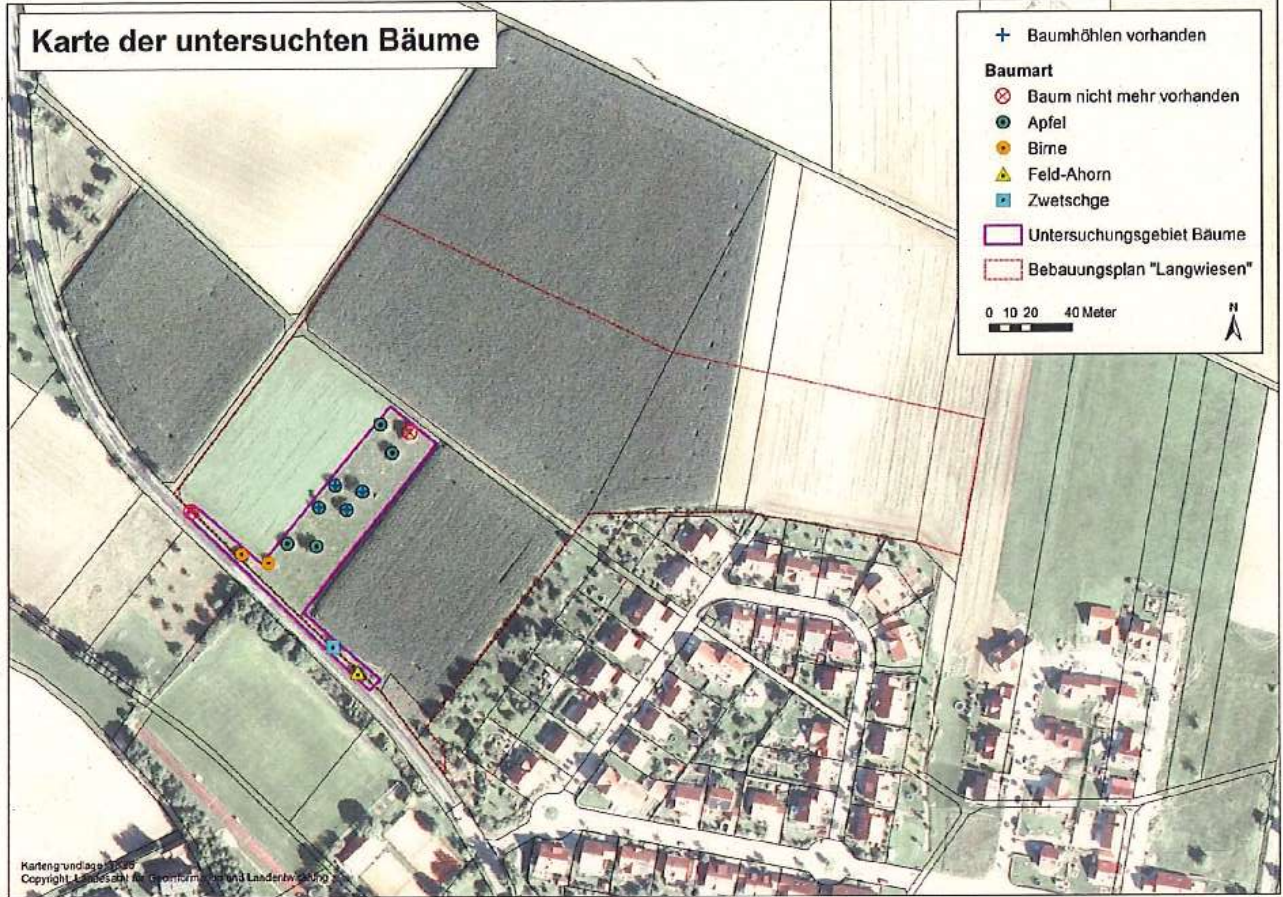 Karte der untersuchten Bäume
Baumhöhlen vorhanden
Baumart
Baum nicht mehr vorhanden
Apfel
Birne
Feld-Ahorn
Zwetschge
Untersuchungsgebiet Bäume
Bebauungsplan "Langwiesen"
0 10 20 40 Meter
N
Kartengrundlage
Copyright: Landesamt für Geoinformation und Landentwicklung